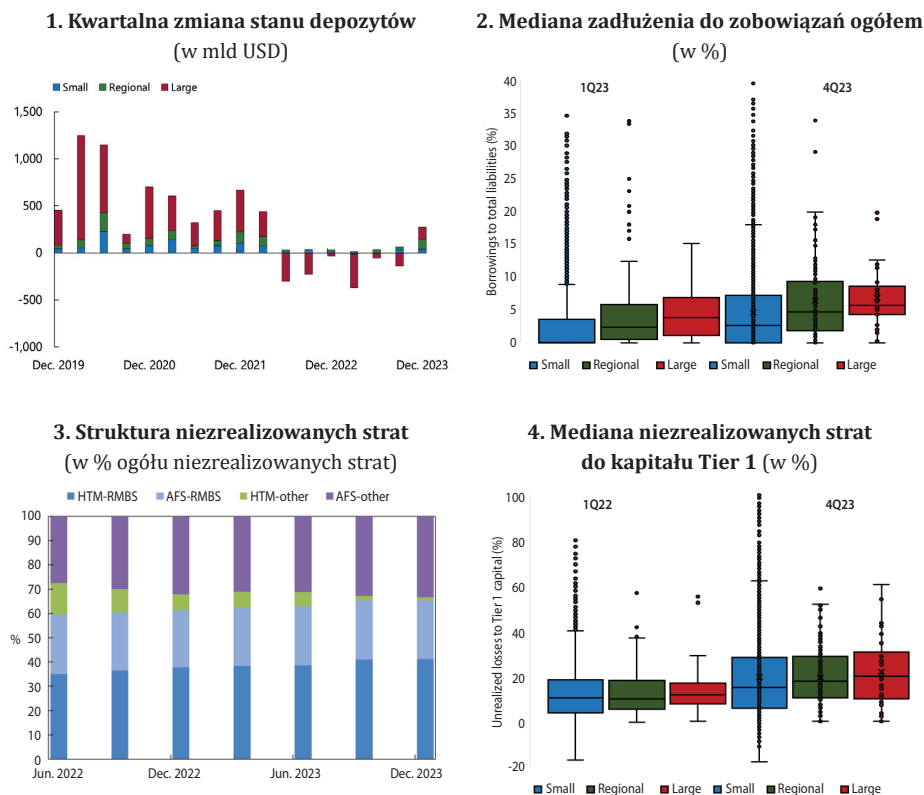 1. Kwartalna zmiana stanu depozytów
(w mld USD)
Small Regional Large
1,500
1,000
500
0
-500
-1,000
Dec. 2019 Dec. 2020 Dec. 2021 Dec. 2022 Dec. 2023
2. Mediana zadłużenia do zobowiązań ogółem
(w %)
1Q23 4Q23
Borrowings to total liabilities (%)
40
35
30
25
20
15
10
5
0
Small Regional Large Small Regional Large
3. Struktura niezrealizowanych strat
(w % ogółu niezrealizowanych strat)
HTM-RMBS AFS-RMBS HTM-other AFS-other
%
100
90
80
70
60
50
40
30
20
10
0
Jun. 2022 Dec. 2022 Jun. 2023 Dec. 2023
4. Mediana niezrealizowanych strat
do kapitału Tier 1 (w %)
1Q22 4Q23
Unrealized losses to Tier 1 capital (%)
100
80
60
40
20
0
-20
Small Regional Large Small Regional Large